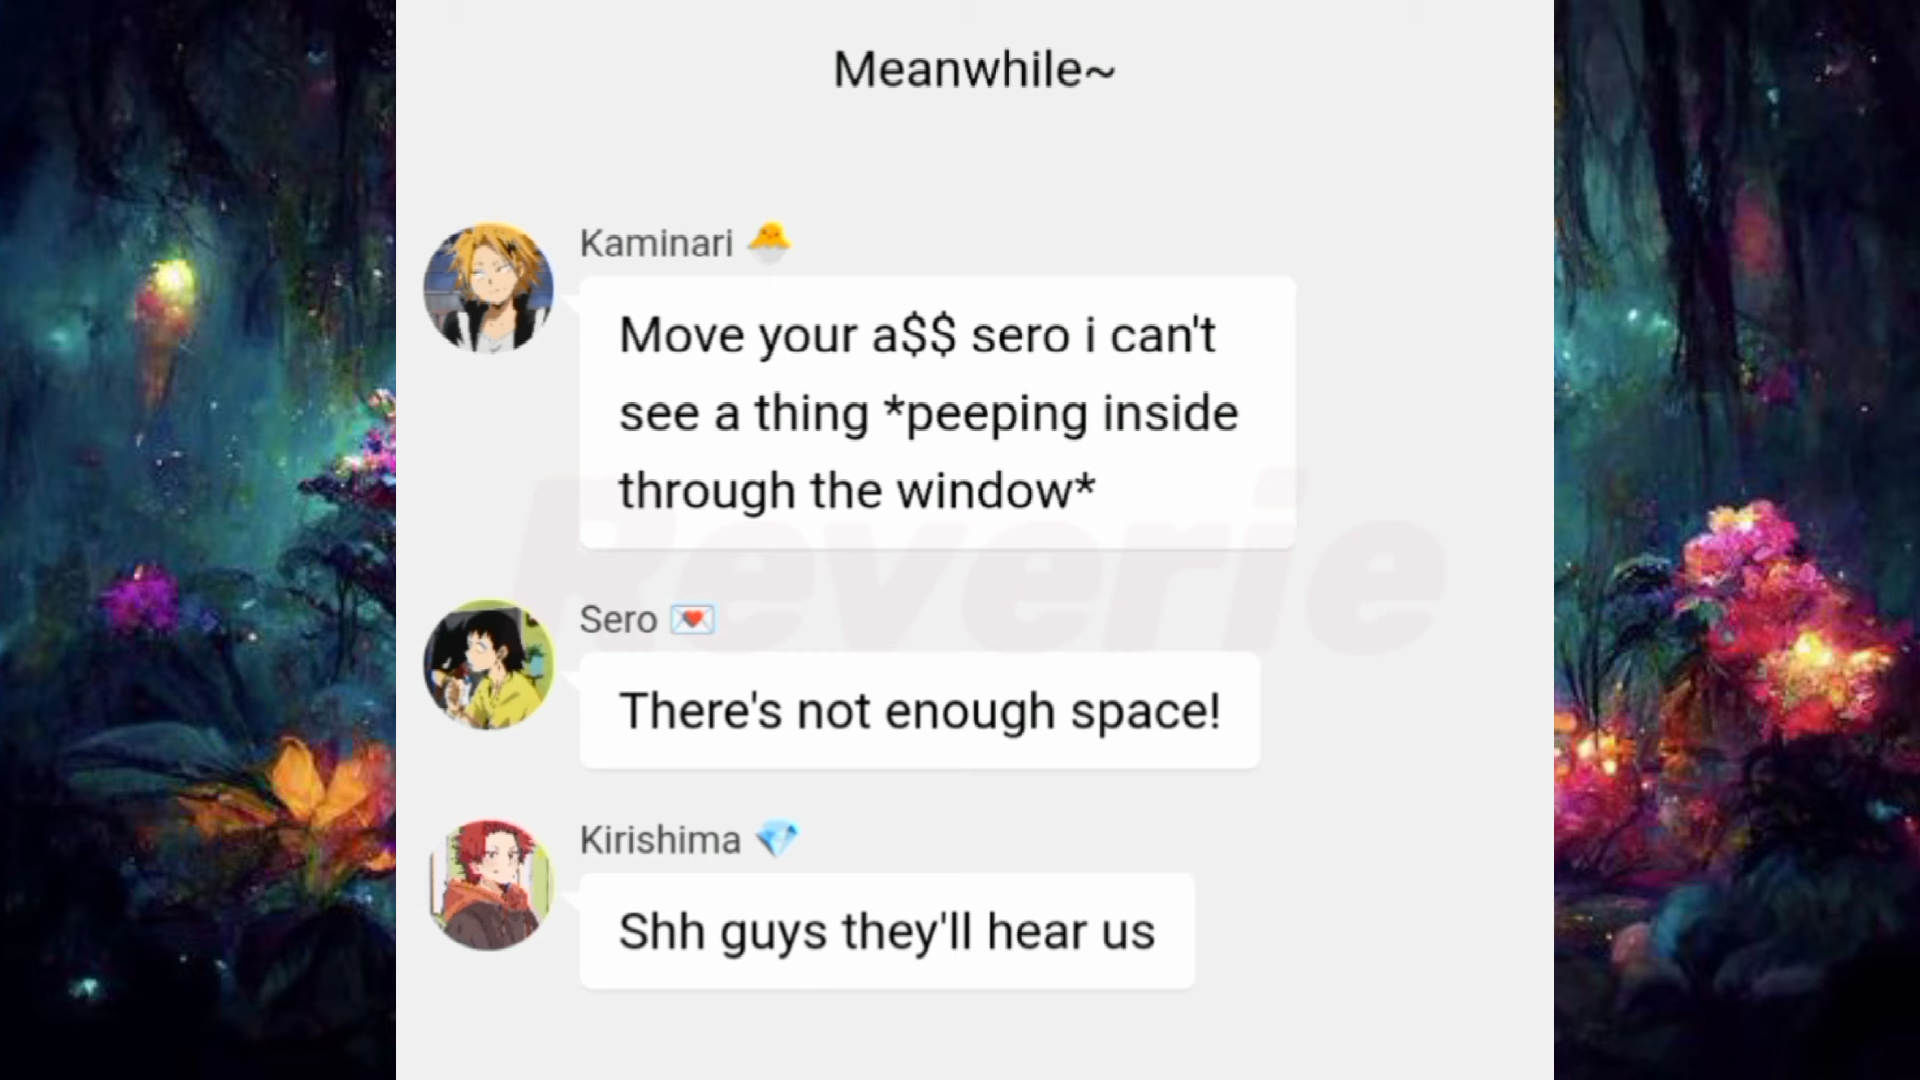 Meanwhile~
Kaminari 🐣
Move your a$$ sero i can't
see a thing *peeping inside
through the window*
Reverie
Sero 💌
There's not enough space!
Kirishima 💎
Shh guys they'll hear us